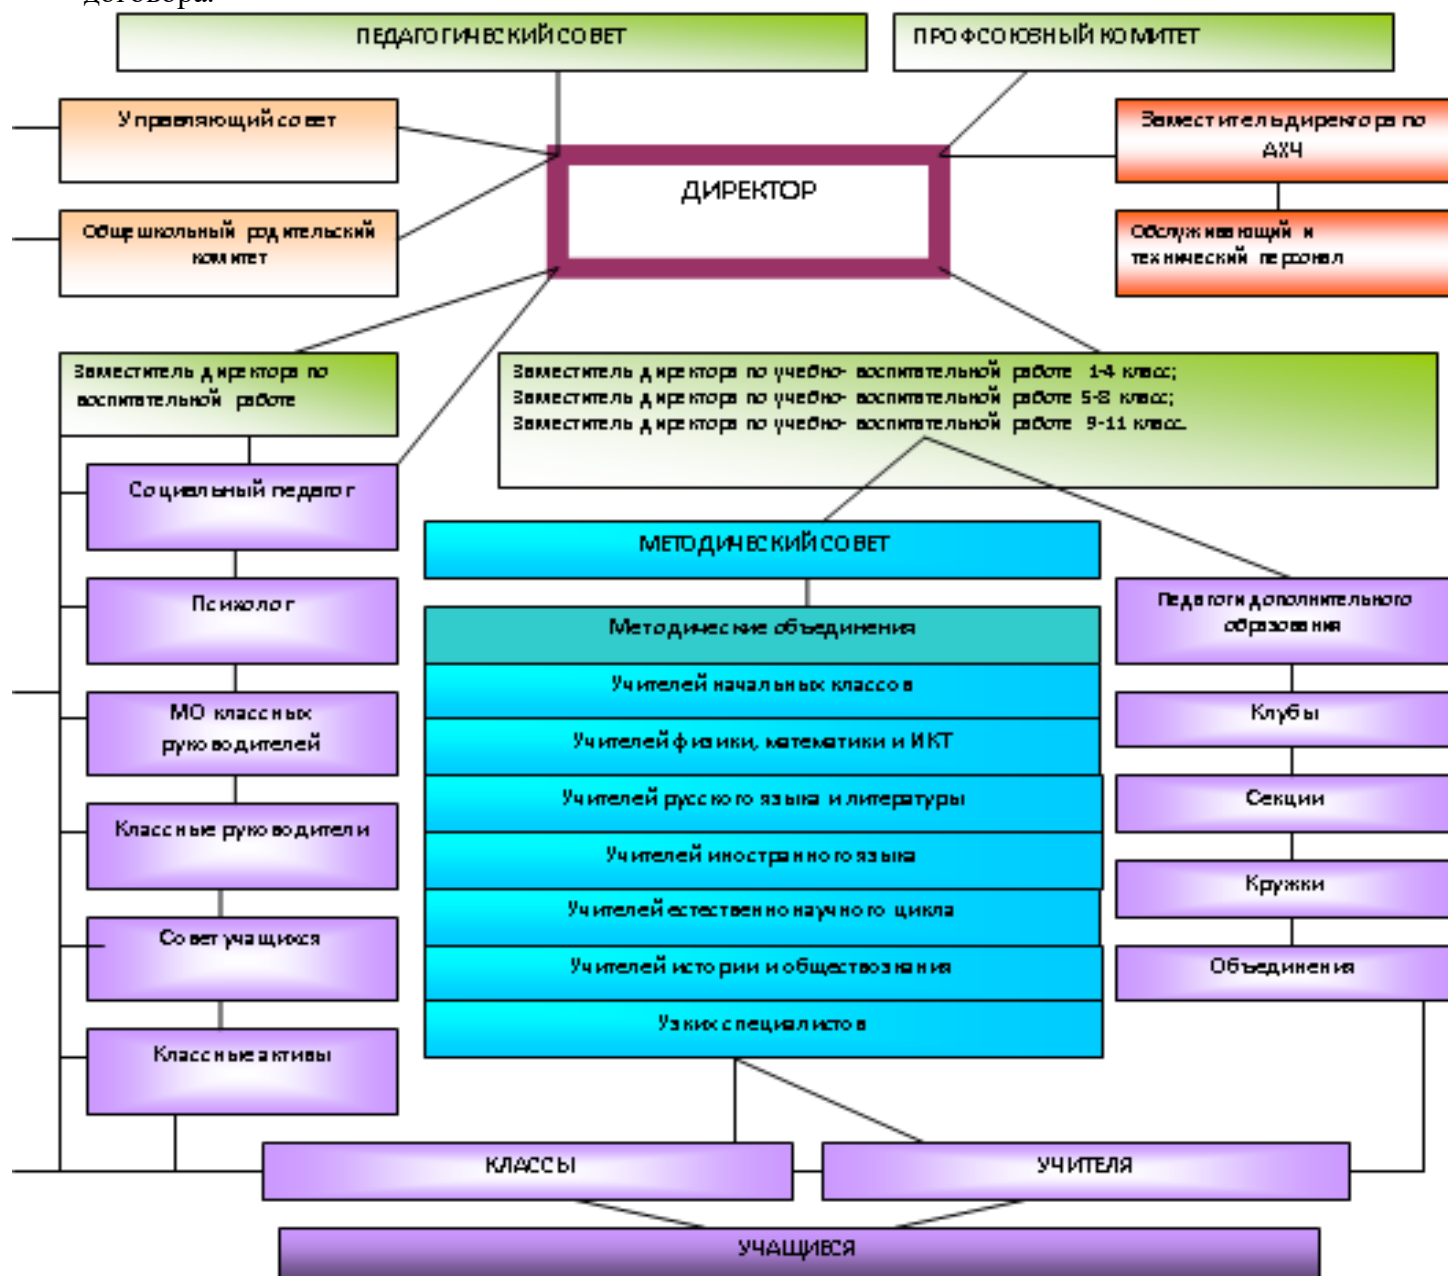 договора.
ПЕДАГОГИЧЕСКИЙ СОВЕТ
ПРОФСОЮЗНЫЙ КОМИТЕТ
Управляющий совет
Заместитель директора по
АХЧ
ДИРЕКТОР
Общешкольный родительский
комитет
Обслуживающий и
технический персонал
Заместитель директора по
воспитательной работе
Заместитель директора по учебно- воспитательной работе 1-4 класс;
Заместитель директора по учебно- воспитательной работе 5-8 класс;
Заместитель директора по учебно- воспитательной работе 9-11 класс.
Социальный педагог
Психолог
МО классных
руководителей
Классные руководители
Совет учащихся
Классные активы
МЕТОДИЧЕСКИЙ СОВЕТ
Методические объединения
Учителей начальных классов
Учителей физики, математики и ИКТ
Учителей русского языка и литературы
Учителей иностранного языка
Учителей естественно научного цикла
Учителей истории и обществознания
Узких специалистов
Педагоги дополнительного
образования
Клубы
Секции
Кружки
Объединения
КЛАССЫ
УЧИТЕЛЯ
УЧАЩИЕСЯ